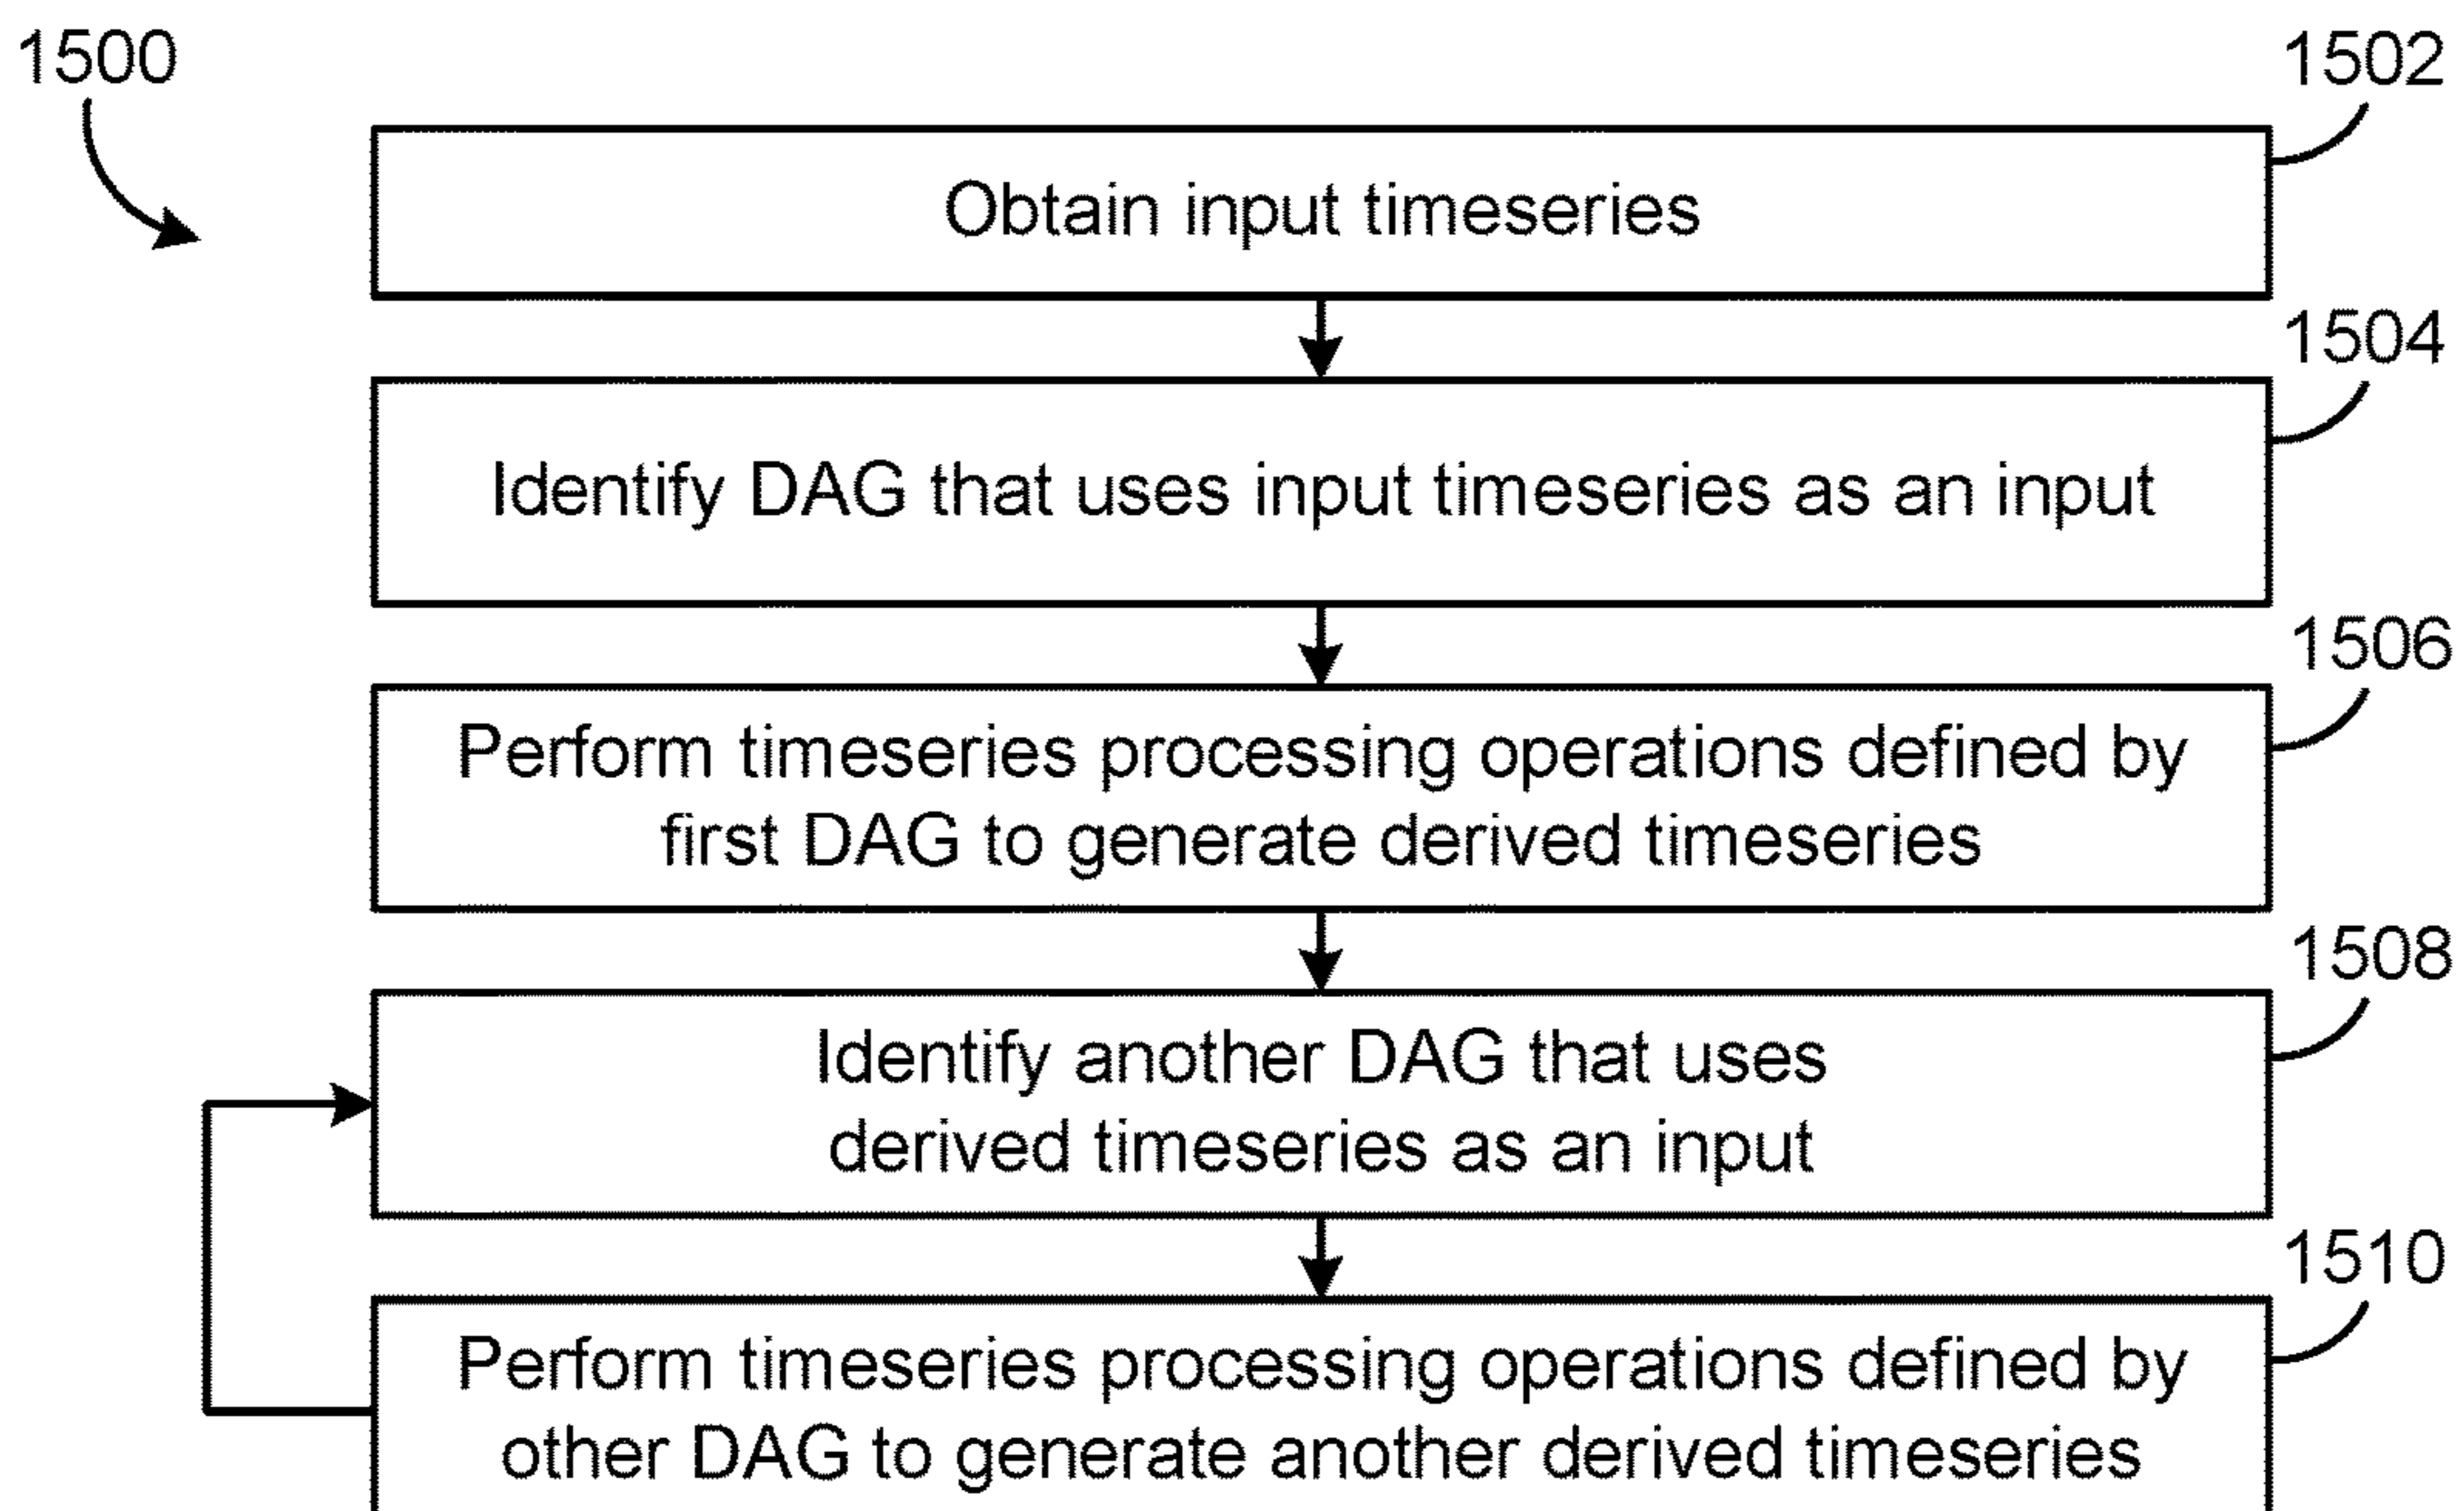 1500
1502
Obtain input timeseries
1504
Identify DAG that uses input timeseries as an input
1506
Perform timeseries processing operations defined by
first DAG to generate derived timeseries
1508
Identify another DAG that uses
derived timeseries as an input
1510
Perform timeseries processing operations defined by
other DAG to generate another derived timeseries